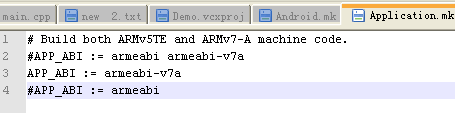 main.cpp new 2.txt Demo.vcxproj Android.mk Application.mk
1 # Build both ARMv5TE and ARMv7-A machine code.
2 #APP_ABI := armeabi armeabi-v7a
3 APP_ABI := armeabi-v7a
4 #APP_ABI := armeabi